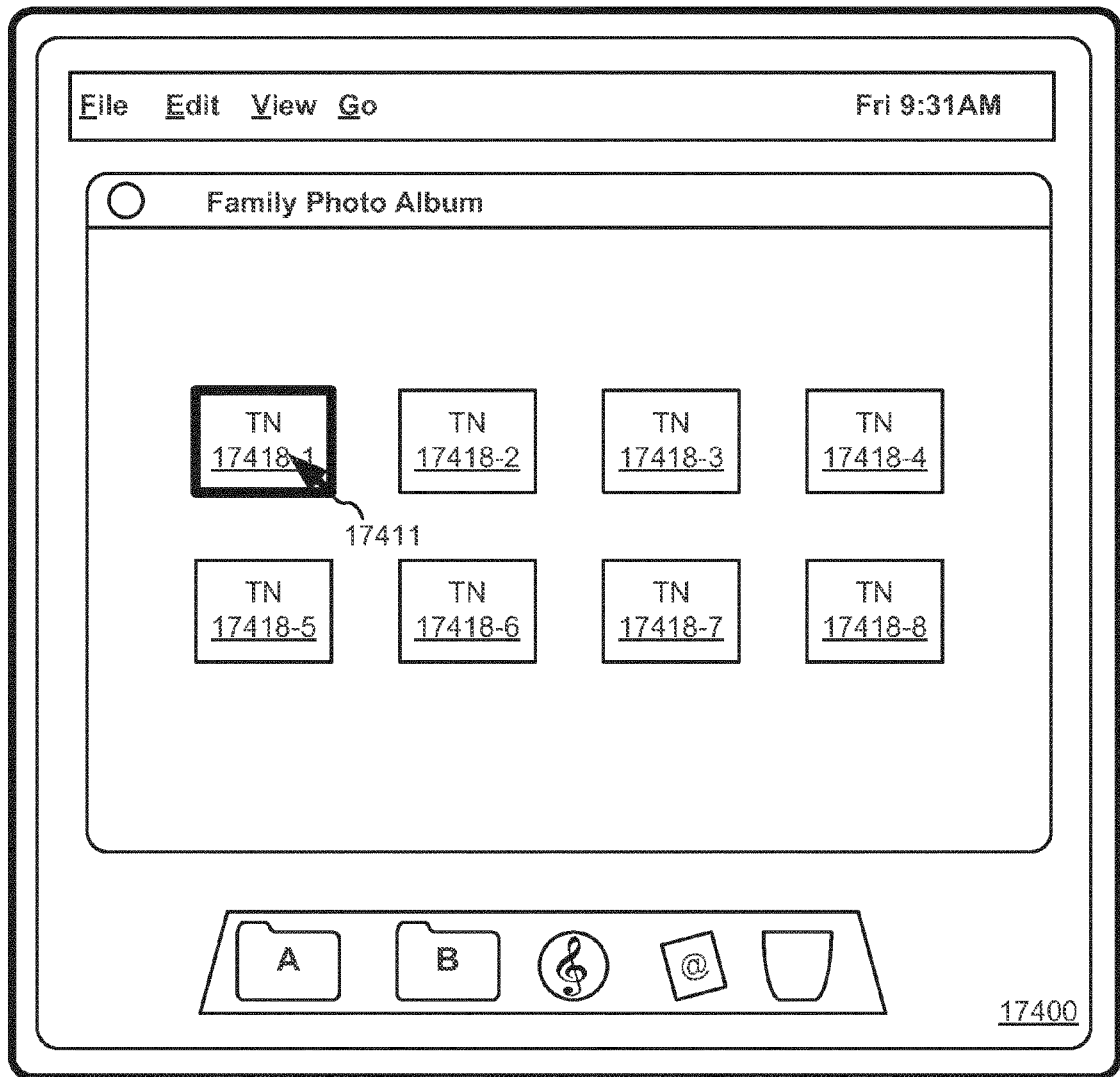 File Edit View Go Fri 9:31AM
Family Photo Album
TN TN TN TN
17418-1 17418-2 17418-3 17418-4
17411
TN TN TN TN
17418-5 17418-6 17418-7 17418-8
A B @
17400